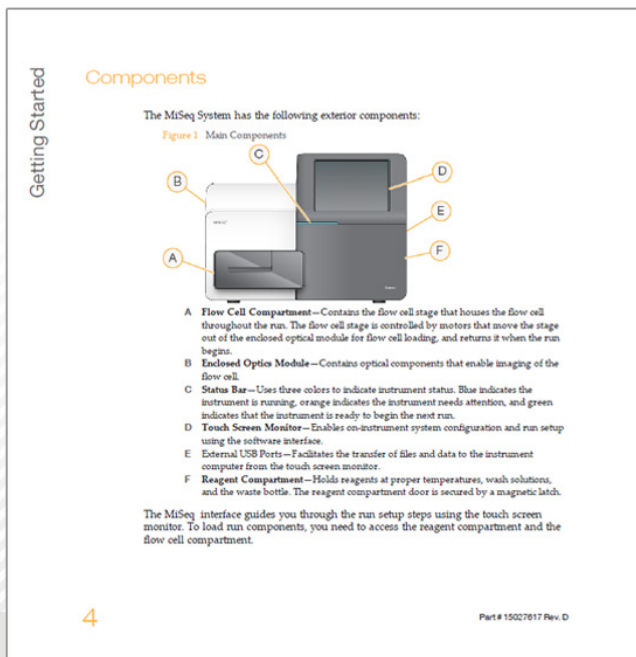 Getting Started
Components
The MiSeq System has the following exterior components:
Figure 1 Main Components
C
D
B
E
F
A
A Flow Cell Compartment—Contains the flow cell stage that houses the flow cell
throughout the run. The flow cell stage is controlled by motors that move the stage
out of the enclosed optical module for flow cell loading, and returns it when the run
begins.
B Enclosed Optics Module—Contains optical components that enable imaging of the
flow cell.
C Status Bar—Uses three colors to indicate instrument status. Blue indicates the
instrument is running, orange indicates the instrument needs attention, and green
indicates that the instrument is ready to begin the next run.
D Touch Screen Monitor—Enables on-instrument system configuration and run setup
using the software interface.
E External USB Ports—Facilitates the transfer of files and data to the instrument
computer from the touch screen monitor.
F Reagent Compartment—Holds reagents at proper temperatures, wash solutions,
and the waste bottle. The reagent compartment door is secured by a magnetic latch.
The MiSeq interface guides you through the run setup steps using the touch screen
monitor. To load run components, you need to access the reagent compartment and the
flow cell compartment.
4
Part # 15027617 Rev. D